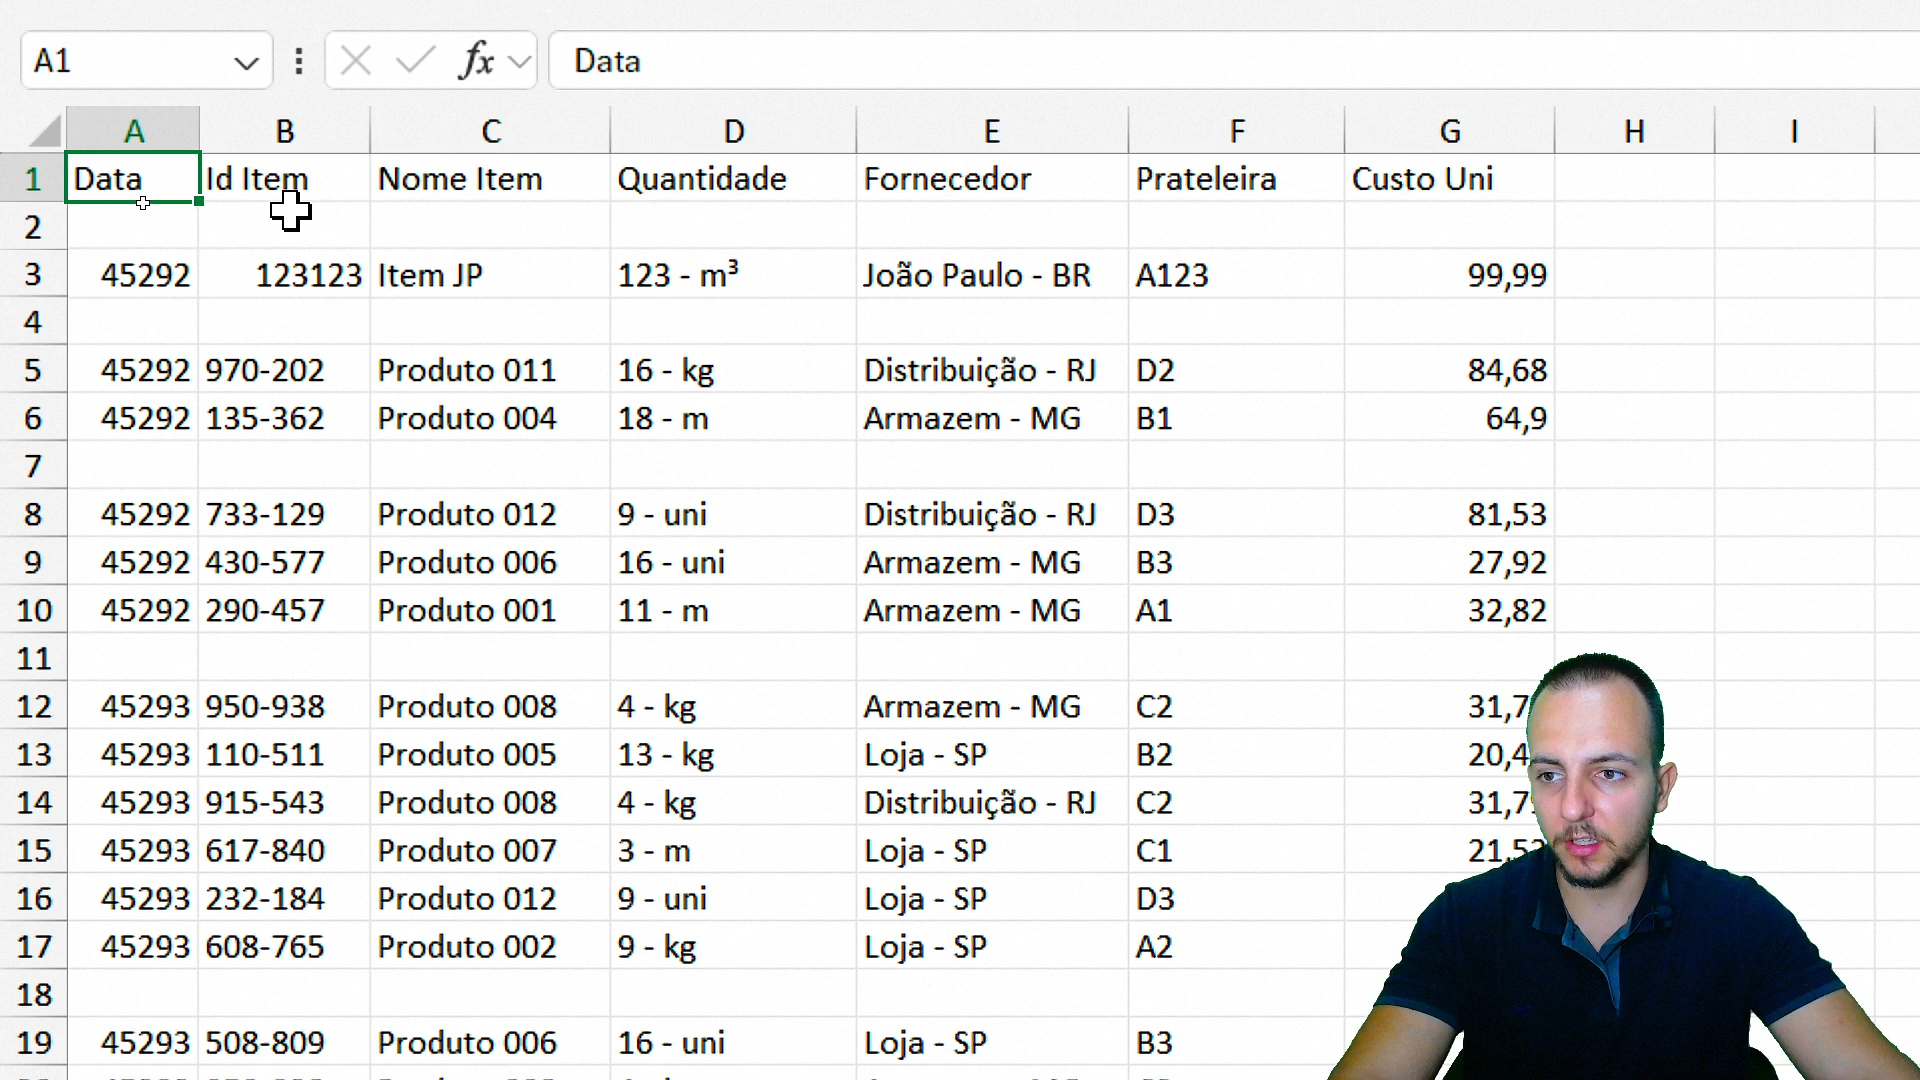 A1 fx Data
A B C D E F G H I
1 Data Id Item Nome Item Quantidade Fornecedor Prateleira Custo Uni
2
3 45292 123123 Item JP 123 - m³ João Paulo - BR A123 99,99
4
5 45292 970-202 Produto 011 16 - kg Distribuição - RJ D2 84,68
6 45292 135-362 Produto 004 18 - m Armazem - MG B1 64,9
7
8 45292 733-129 Produto 012 9 - uni Distribuição - RJ D3 81,53
9 45292 430-577 Produto 006 16 - uni Armazem - MG B3 27,92
10 45292 290-457 Produto 001 11 - m Armazem - MG A1 32,82
11
12 45293 950-938 Produto 008 4 - kg Armazem - MG C2
13 45293 110-511 Produto 005 13 - kg Loja - SP B2
14 45293 915-543 Produto 008 4 - kg Distribuição - RJ C2
15 45293 617-840 Produto 007 3 - m Loja - SP C1
16 45293 232-184 Produto 012 9 - uni Loja - SP D3
17 45293 608-765 Produto 002 9 - kg Loja - SP A2
18
19 45293 508-809 Produto 006 16 - uni Loja - SP B3